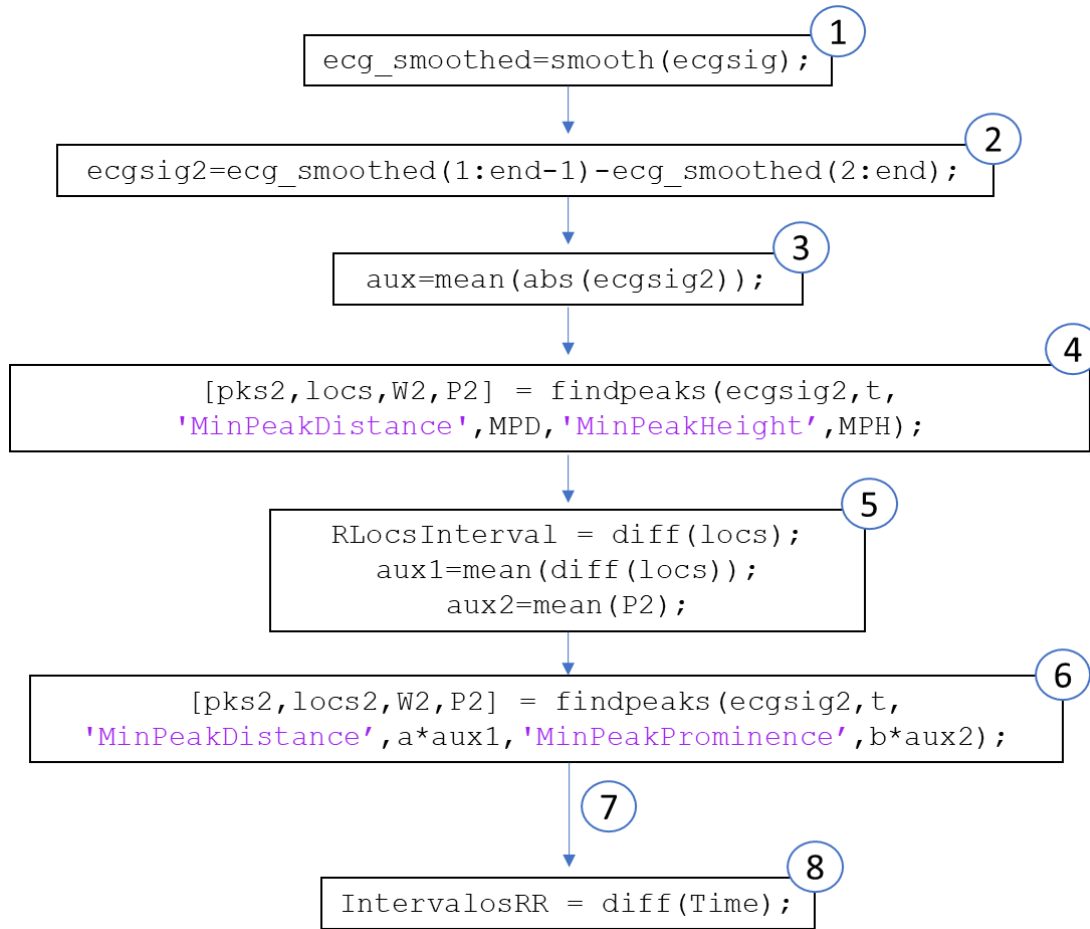 1
ecg_smoothed=smooth(ecgsig);
2
ecgsig2=ecg_smoothed(1:end-1)-ecg_smoothed(2:end);
3
aux=mean(abs(ecgsig2));
4
[pks2,locs,W2,P2] = findpeaks(ecgsig2,t,
'MinPeakDistance',MPD,'MinPeakHeight’,MPH);
5
RLocsInterval = diff(locs);
aux1=mean(diff(locs));
aux2=mean(P2);
6
[pks2,locs2,W2,P2] = findpeaks(ecgsig2,t,
'MinPeakDistance’,a*aux1,'MinPeakProminence’,b*aux2);
7
8
IntervalosRR = diff(Time);